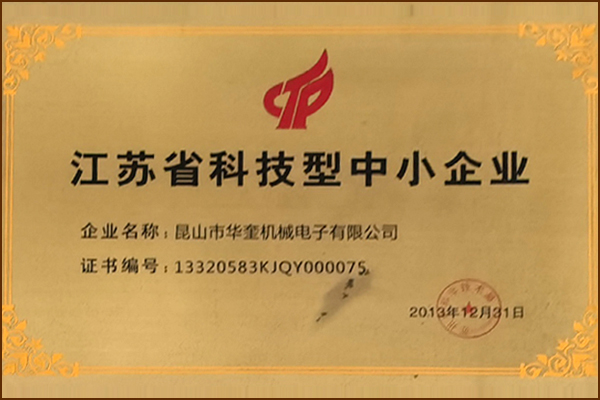 江苏省科技型中小企业
企业名称：昆山市华奎机械电子有限公司
证书编号：13320583KJQY000075
2013年12月31日